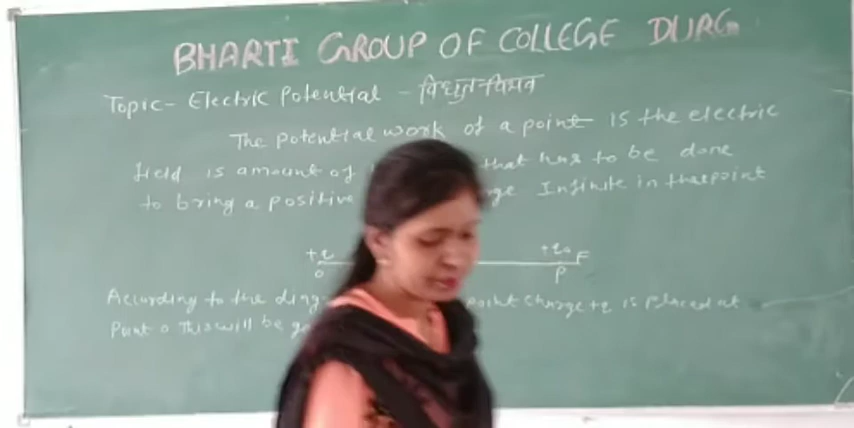 BHARTI GROUP OF COLLEGE DURG
Topic- Electric Potential - विद्युत विभव
The potential work of a point is the electric
field is amount of that has to be done
to bring a positive Infinite in the point
+q +q₀ F
O P
According to the point charge +q is placed at
Point o This will be